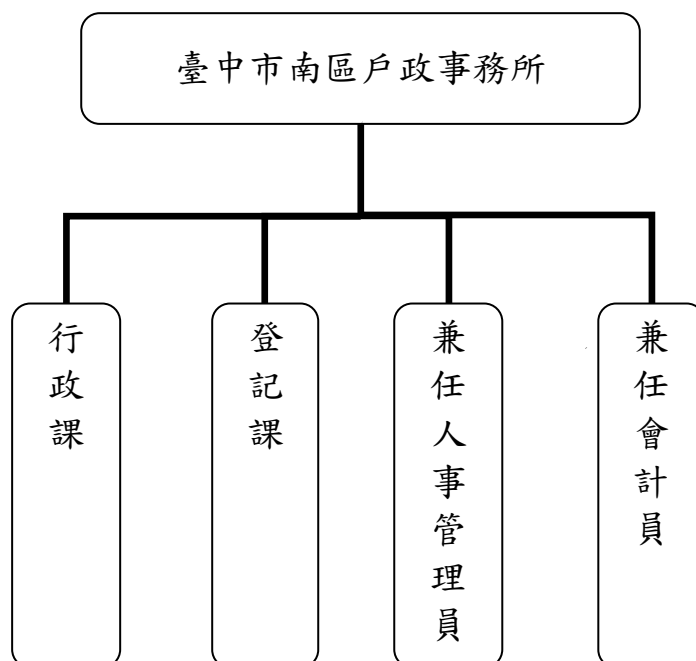 臺中市南區戶政事務所
行政課
登記課
兼任人事管理員
兼任會計員